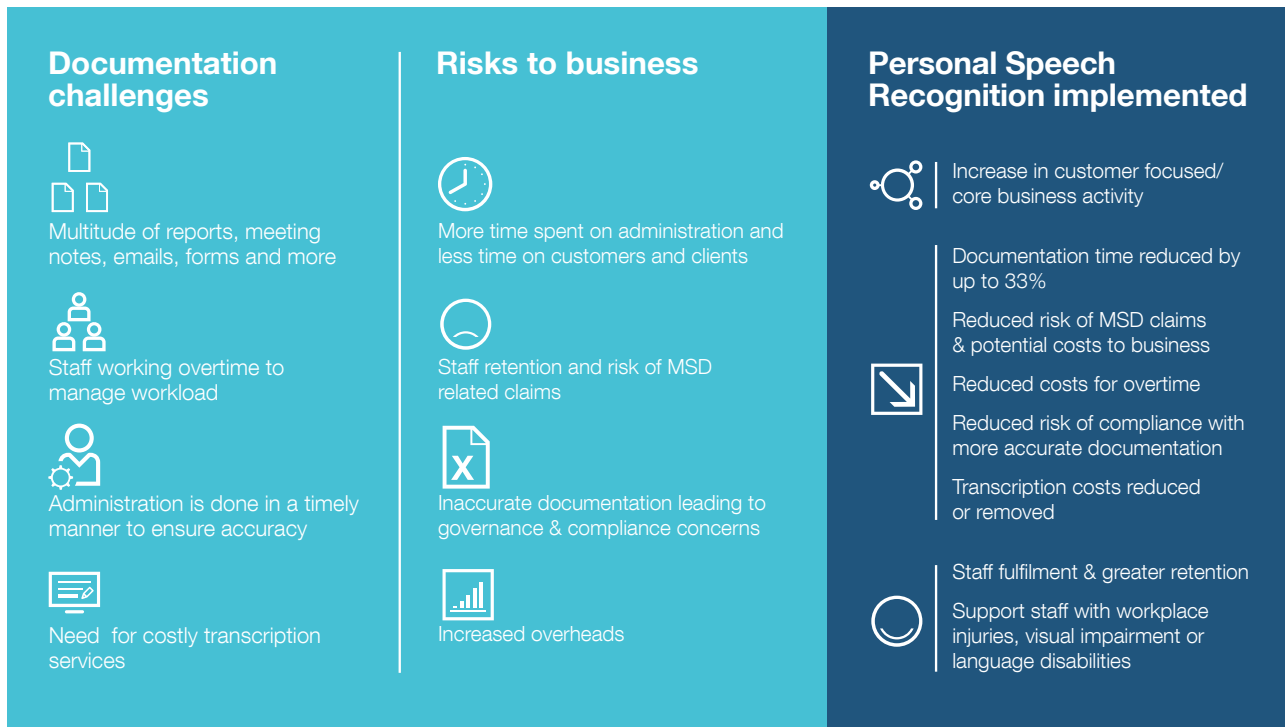 Documentation
challenges
Multitude of reports, meeting
notes, emails, forms and more
Staff working overtime to
manage workload
Administration is done in a timely
manner to ensure accuracy
Need for costly transcription
services
Risks to business
More time spent on administration and
less time on customers and clients
Staff retention and risk of MSD
related claims
X
Inaccurate documentation leading to
governance & compliance concerns
Increased overheads
Personal Speech
Recognition implemented
Increase in customer focused/
core business activity
Documentation time reduced by
up to 33%
Reduced risk of MSD claims
& potential costs to business
Reduced costs for overtime
Reduced risk of compliance with
more accurate documentation
Transcription costs reduced
or removed
Staff fulfilment & greater retention
Support staff with workplace
injuries, visual impairment or
language disabilities